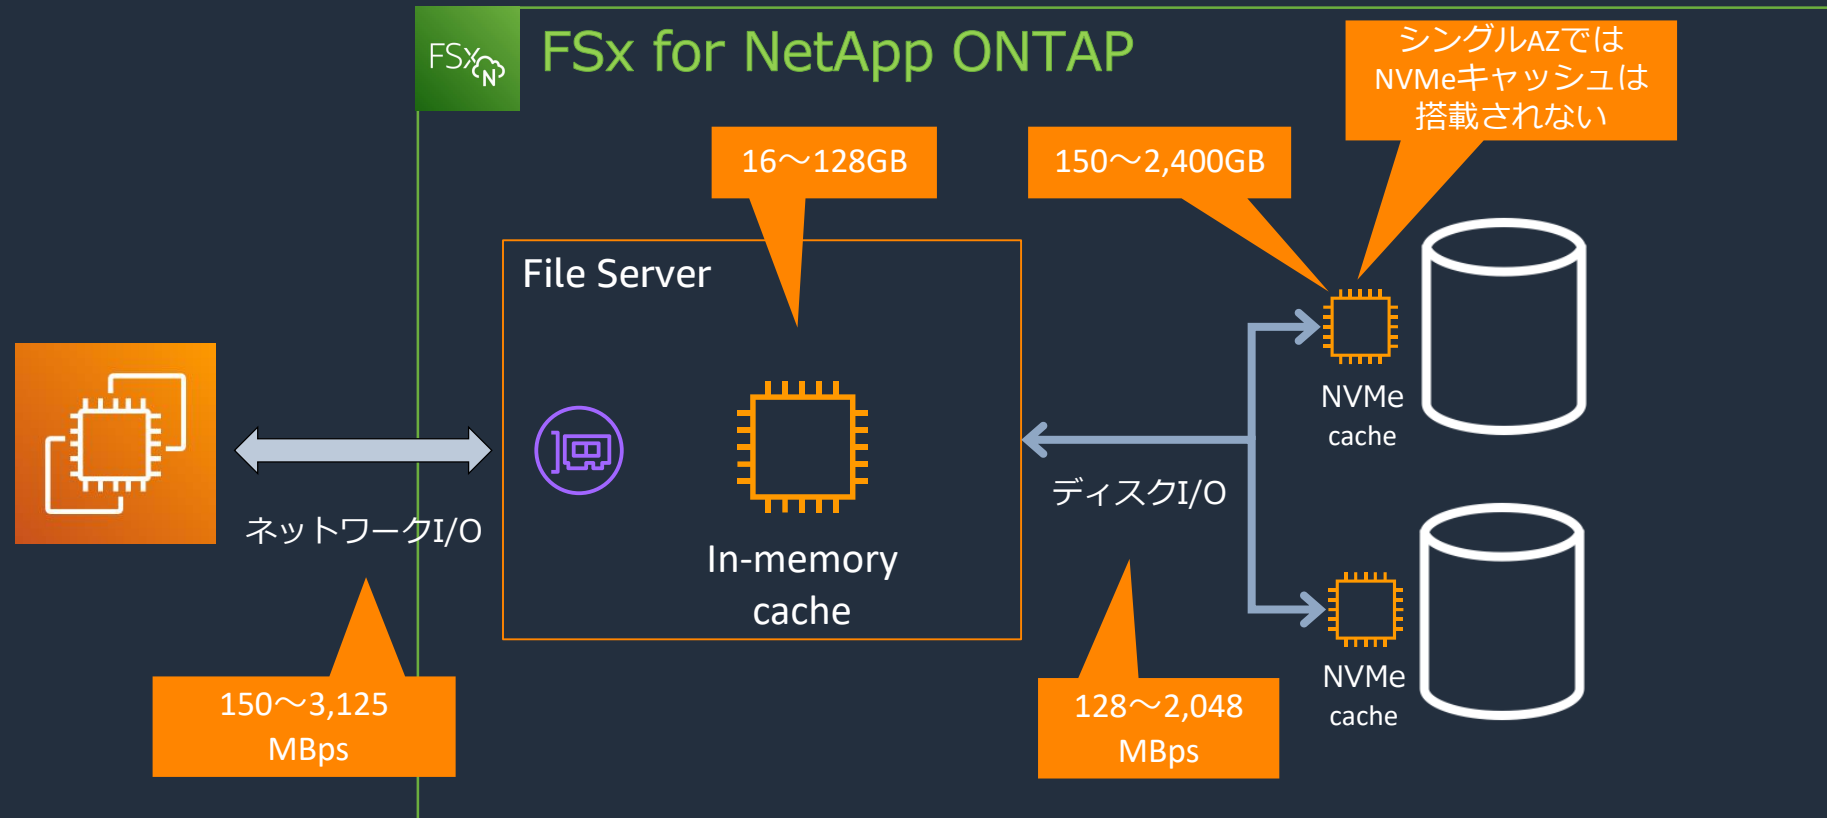 FSx
N
FSx for NetApp ONTAP
シングルAZでは
NVMeキャッシュは
搭載されない
16～128GB
150～2,400GB
File Server
NVMe
cache
ネットワークI/O
ディスクI/O
In-memory
cache
NVMe
cache
150～3,125
MBps
128～2,048
MBps